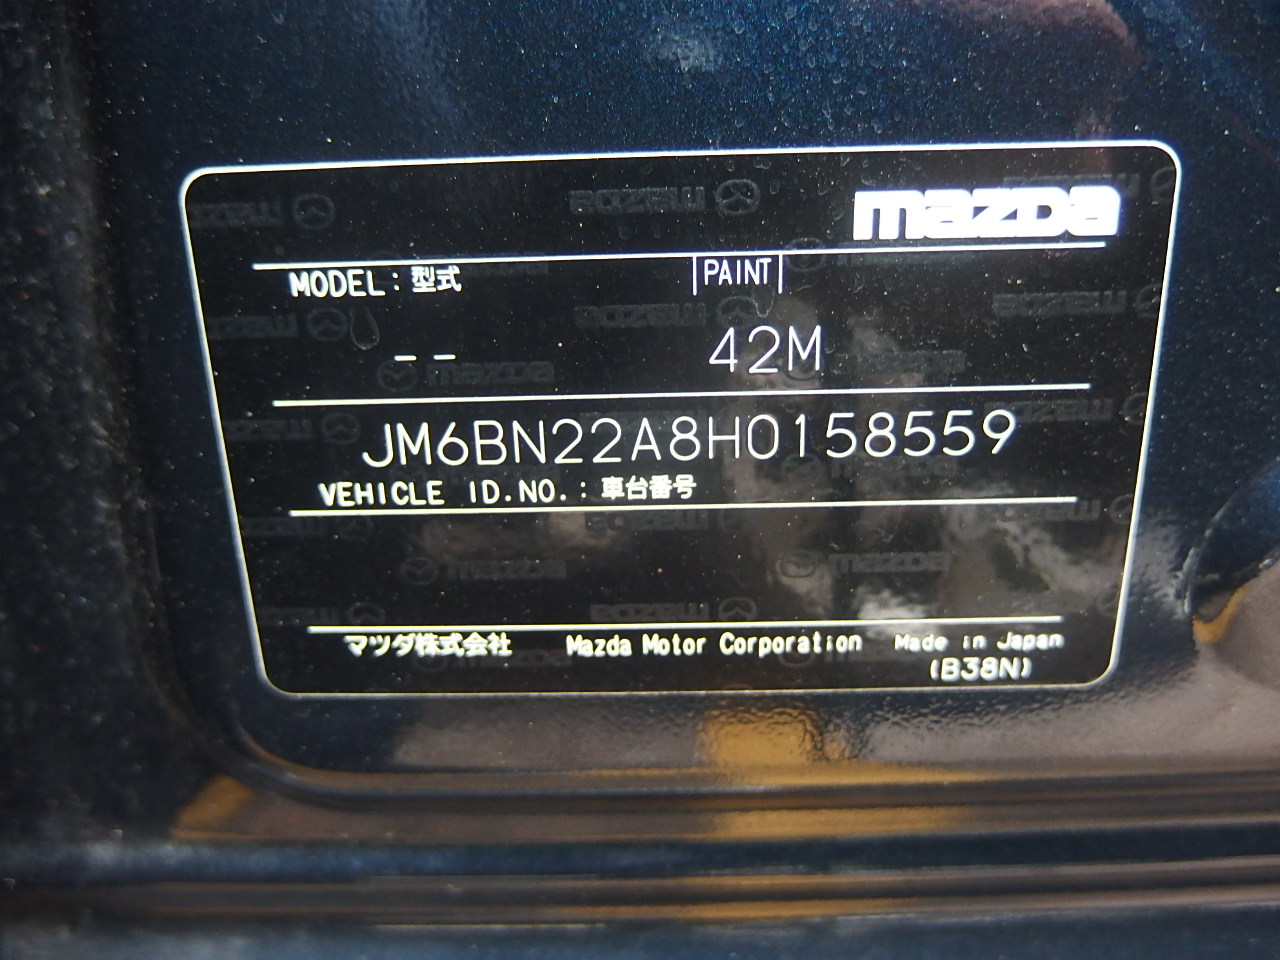 mazda
MODEL : 型式
PAINT
-- 42M
JM6BN22A8H0158559
VEHICLE ID.NO. : 車台番号
マツダ株式会社 Mazda Motor Corporation Made in Japan
(B38N)